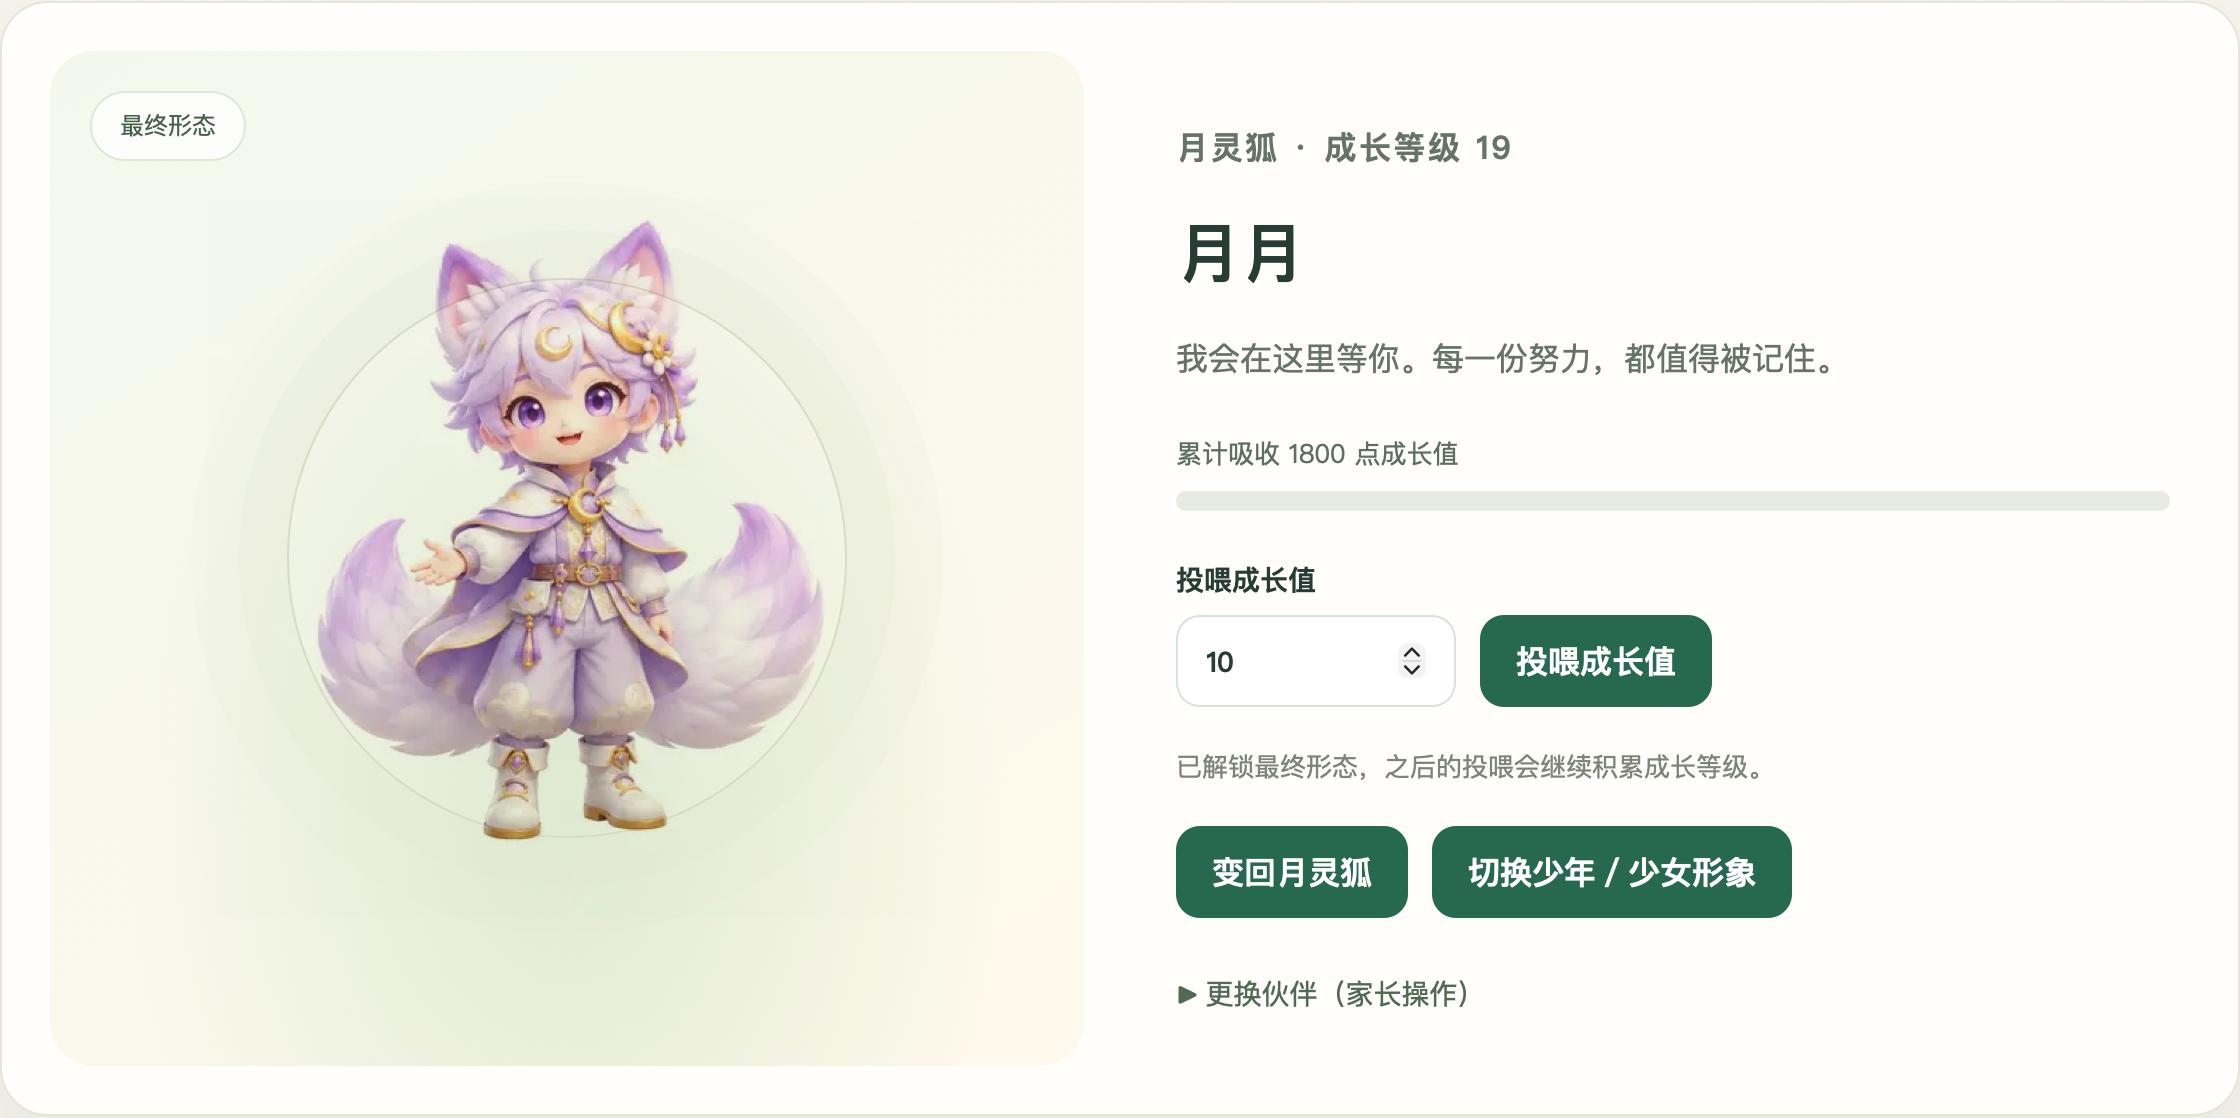 最终形态
月灵狐 · 成长等级 19
月月
我会在这里等你。每一份努力，都值得被记住。
累计吸收 1800 点成长值
投喂成长值
10
投喂成长值
已解锁最终形态，之后的投喂会继续积累成长等级。
变回月灵狐
切换少年 / 少女形象
▶ 更换伙伴（家长操作）